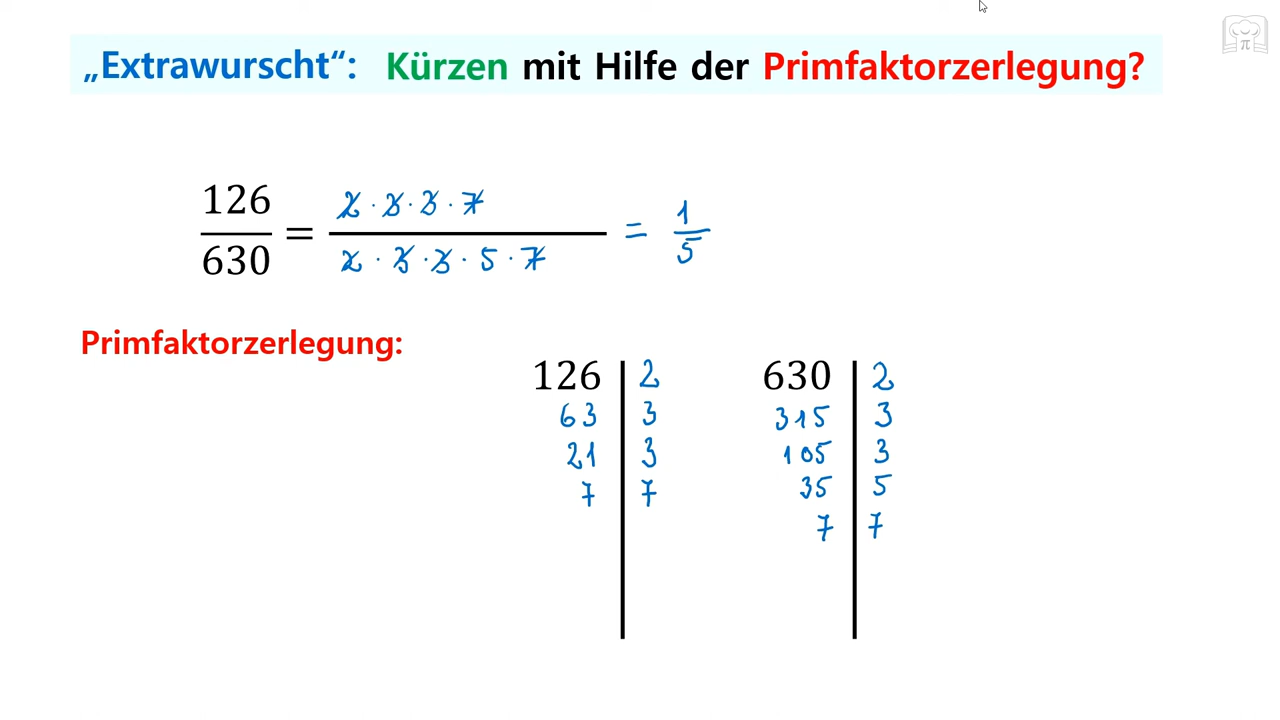 „Extrawurscht“: Kürzen mit Hilfe der Primfaktorzerlegung?
126/630 = 2 · 3 · 3 · 7 / 2 · 3 · 3 · 5 · 7 = 1/5
Primfaktorzerlegung:
126 | 2 630 | 2
63 | 3 315 | 3
21 | 3 105 | 3
7 | 7 35 | 5
7 | 7
π